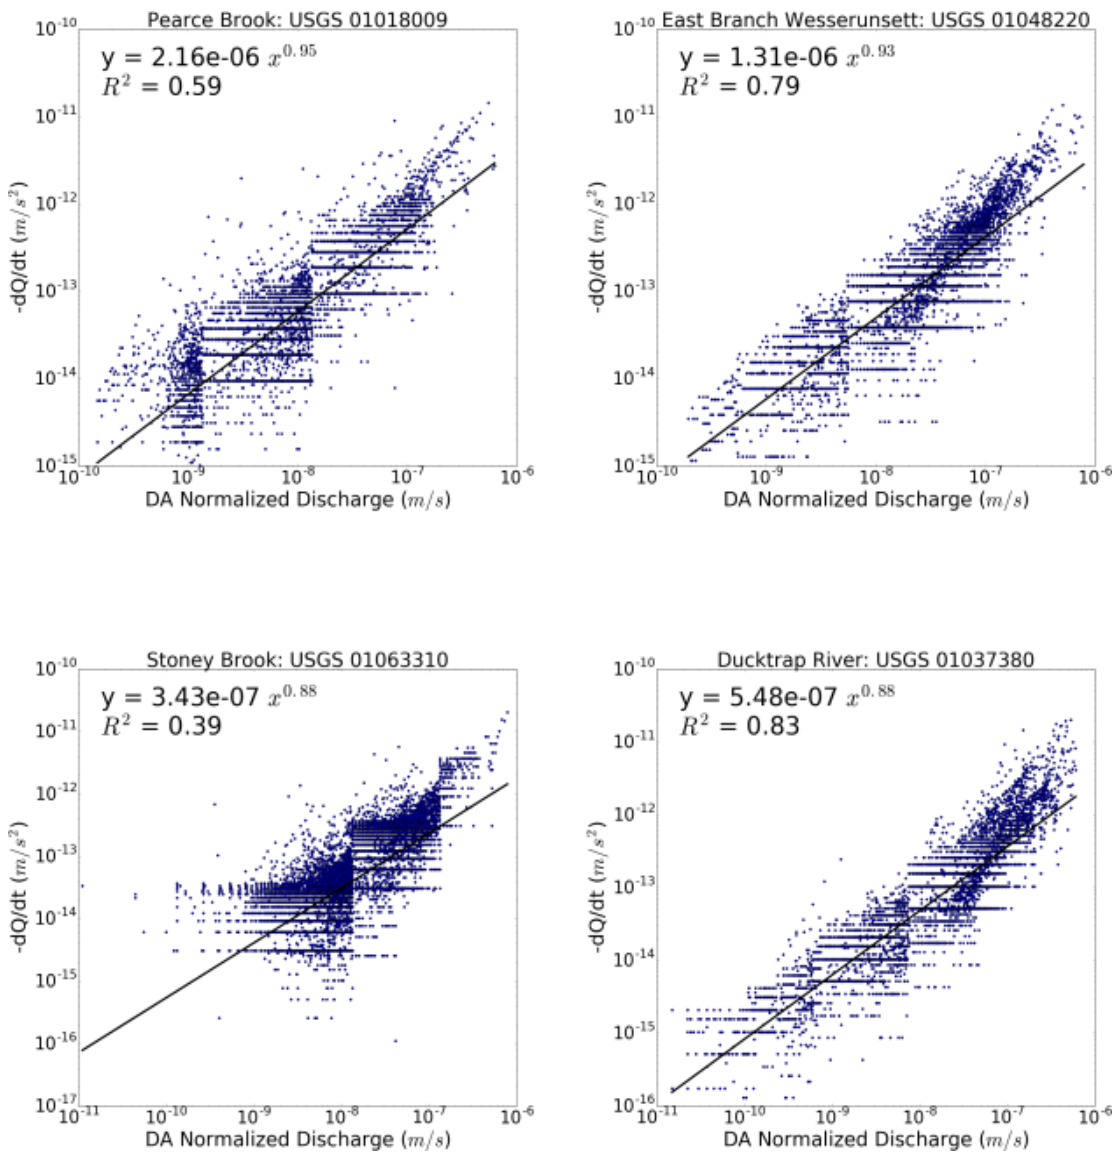 Pearce Brook: USGS 01018009
y = 2.16e-06 x^0.95
R² = 0.59
10^-10
10^-11
10^-12
10^-13
10^-14
10^-15
-dQ/dt (m/s²)
10^-10 10^-9 10^-8 10^-7 10^-6
DA Normalized Discharge (m/s)
East Branch Wesserunsett: USGS 01048220
y = 1.31e-06 x^0.93
R² = 0.79
10^-10
10^-11
10^-12
10^-13
10^-14
10^-15
-dQ/dt (m/s²)
10^-10 10^-9 10^-8 10^-7 10^-6
DA Normalized Discharge (m/s)
Stoney Brook: USGS 01063310
y = 3.43e-07 x^0.88
R² = 0.39
10^-10
10^-11
10^-12
10^-13
10^-14
10^-15
10^-16
10^-17
-dQ/dt (m/s²)
10^-11 10^-10 10^-9 10^-8 10^-7 10^-6
DA Normalized Discharge (m/s)
Ducktrap River: USGS 01037380
y = 5.48e-07 x^0.88
R² = 0.83
10^-10
10^-11
10^-12
10^-13
10^-14
10^-15
10^-16
-dQ/dt (m/s²)
10^-11 10^-10 10^-9 10^-8 10^-7 10^-6
DA Normalized Discharge (m/s)